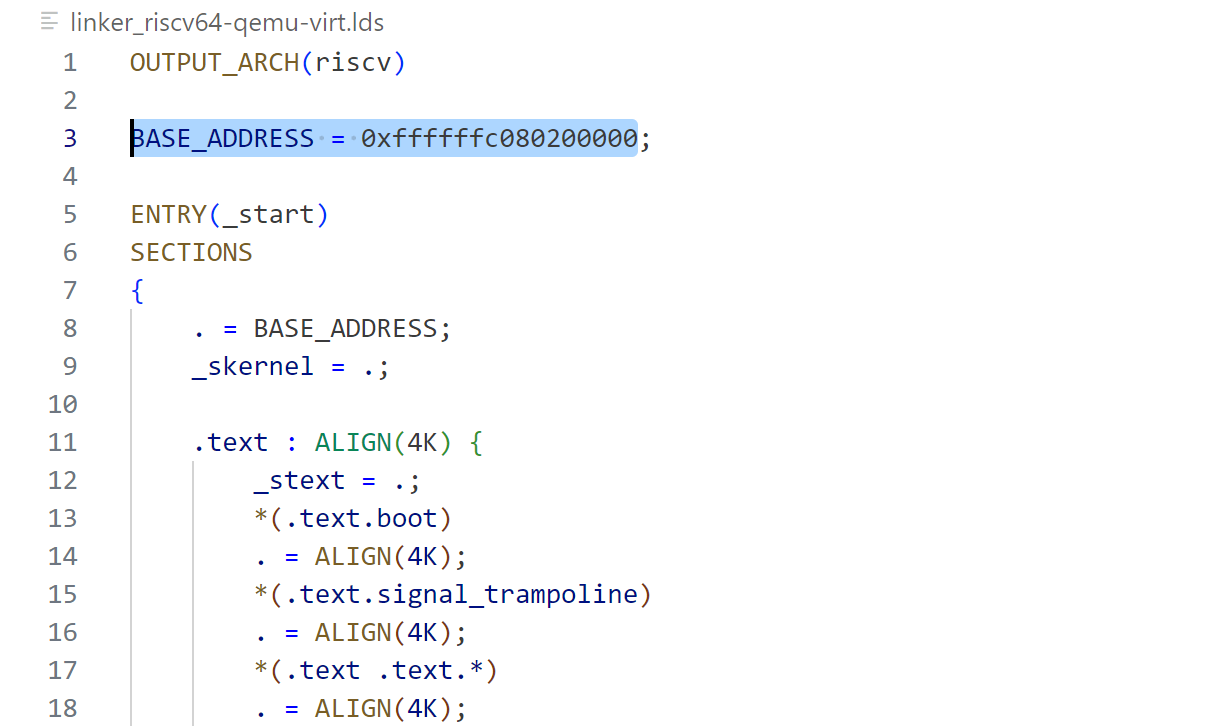 linker_riscv64-qemu-virt.lds
1 OUTPUT_ARCH(riscv)
2
3 BASE_ADDRESS = 0xffffffc080200000;
4
5 ENTRY(_start)
6 SECTIONS
7 {
8     . = BASE_ADDRESS;
9     _skernel = .;
10
11     .text : ALIGN(4K) {
12         _stext = .;
13         *(.text.boot)
14         . = ALIGN(4K);
15         *(.text.signal_trampoline)
16         . = ALIGN(4K);
17         *(.text .text.*)
18         . = ALIGN(4K);